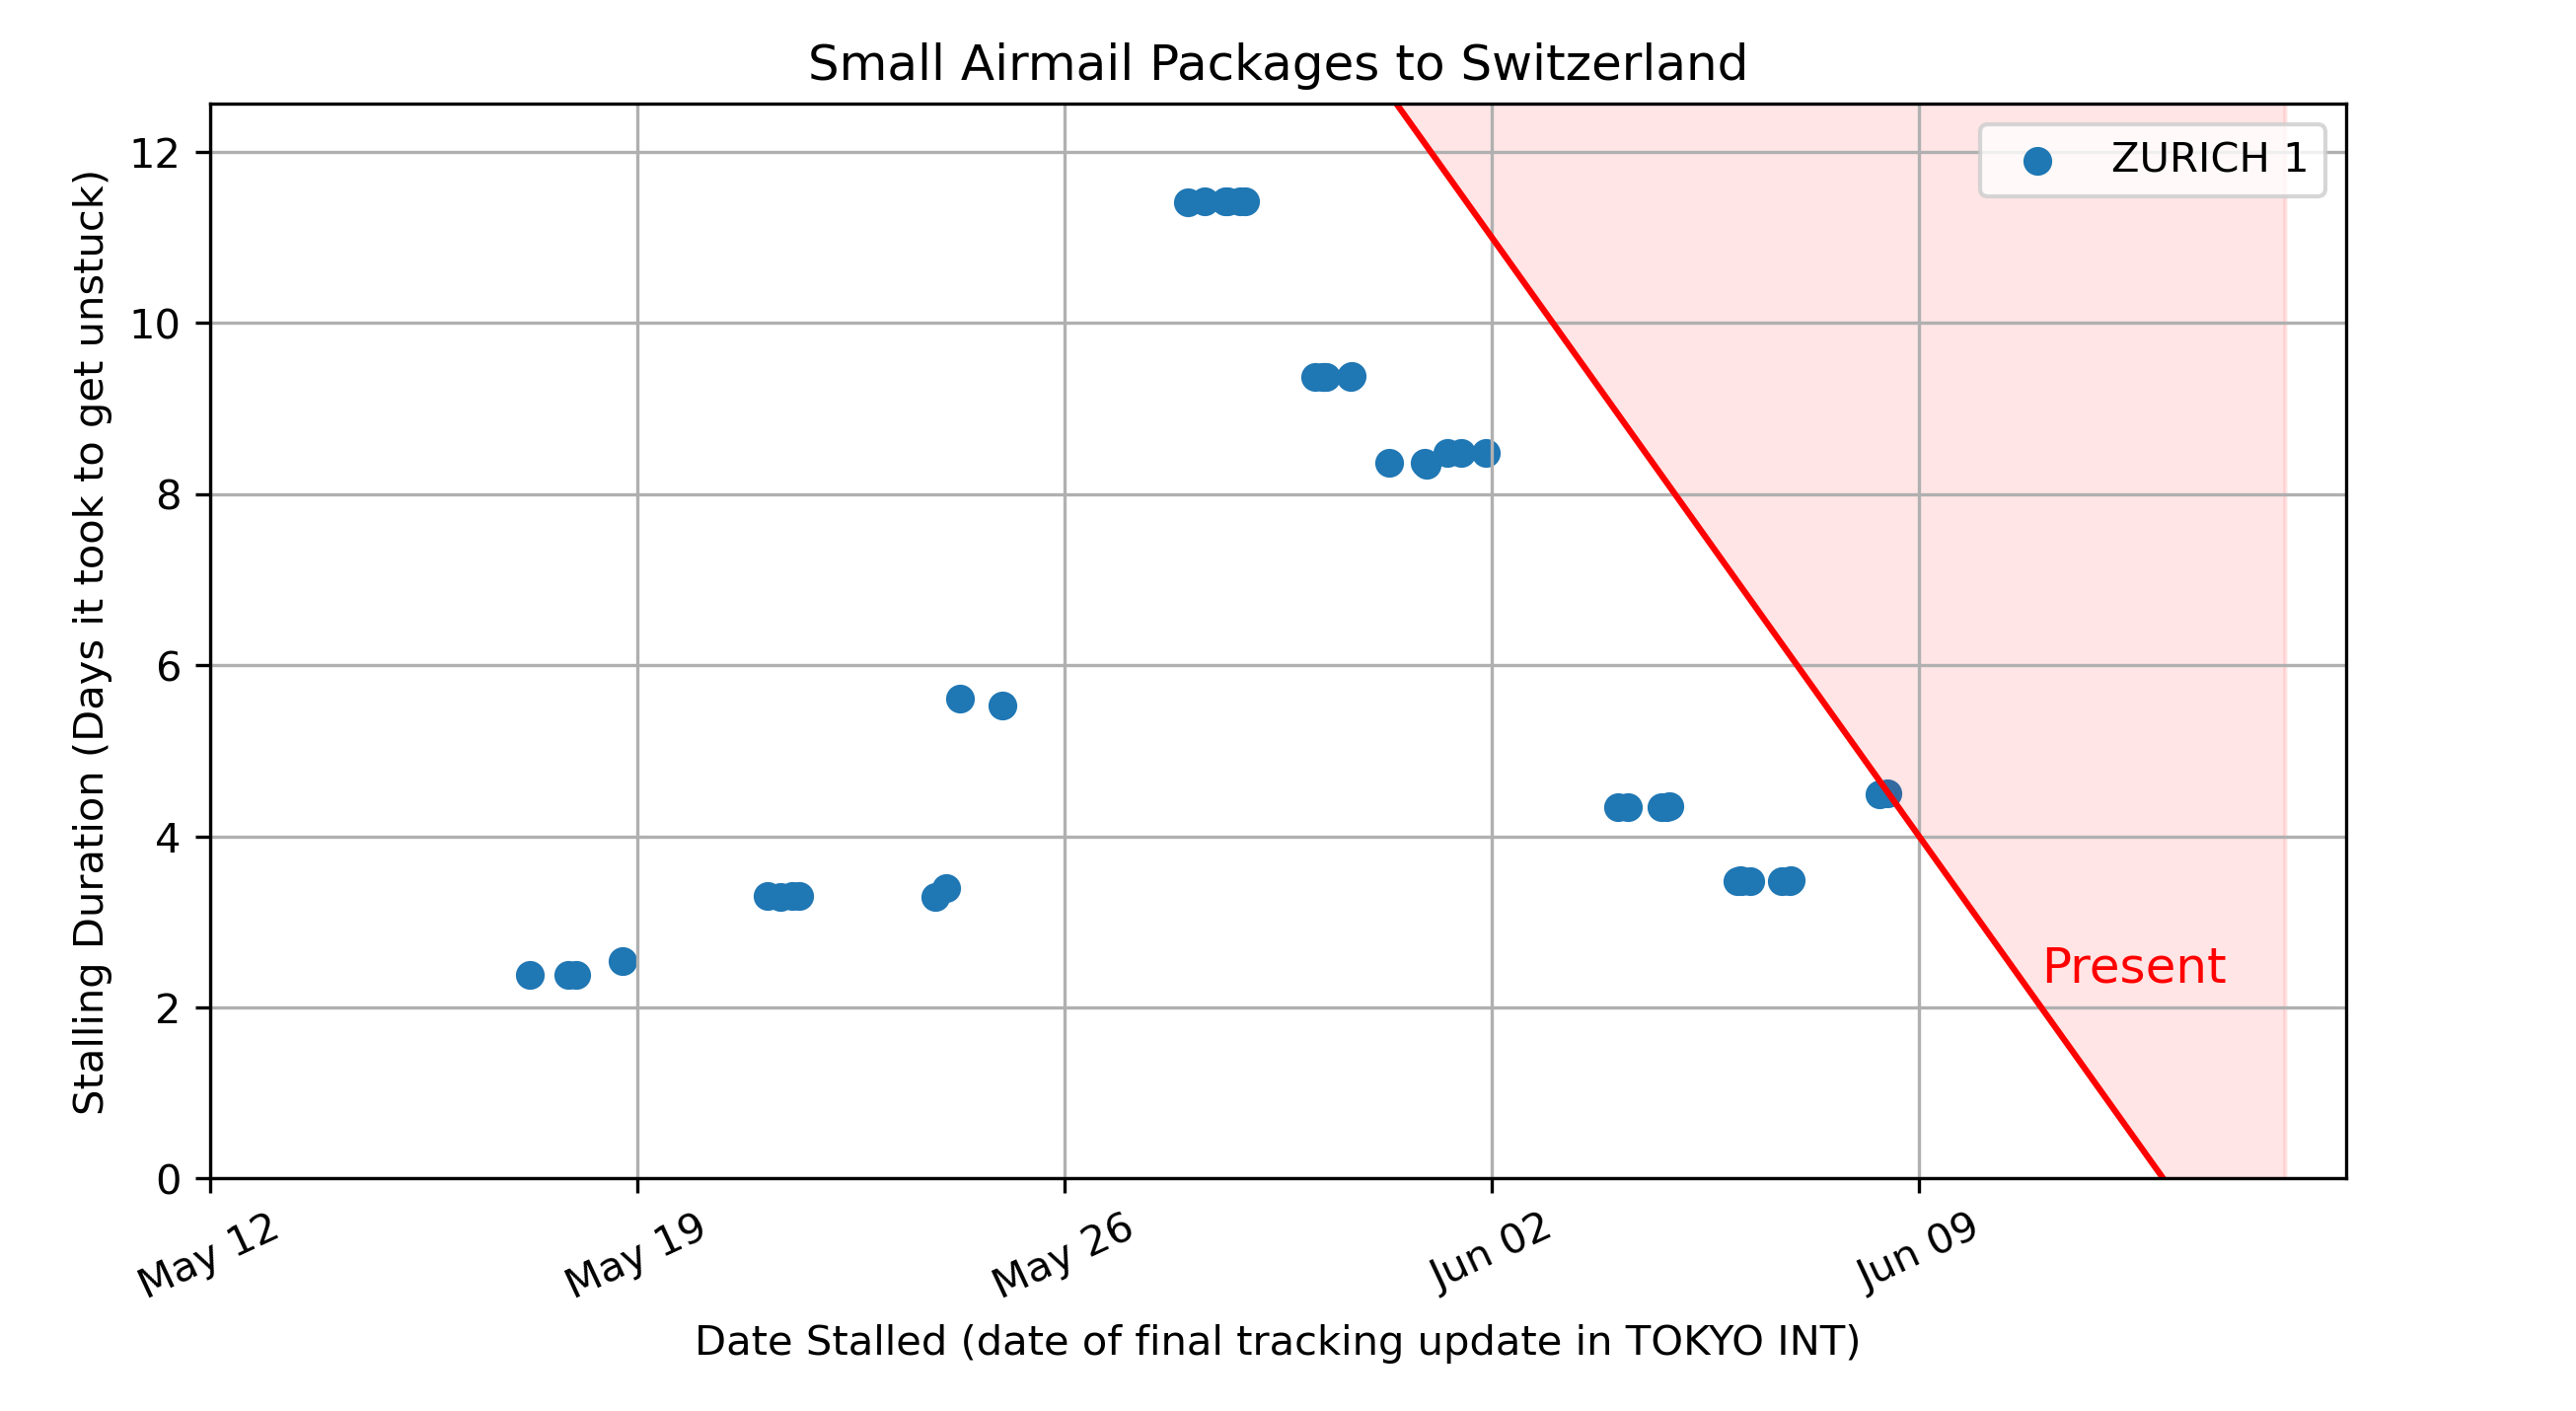 Small Airmail Packages to Switzerland
Stalling Duration (Days it took to get unstuck)
12
10
8
6
4
2
0
ZURICH 1
Present
May 12
May 19
May 26
Jun 02
Jun 09
Date Stalled (date of final tracking update in TOKYO INT)